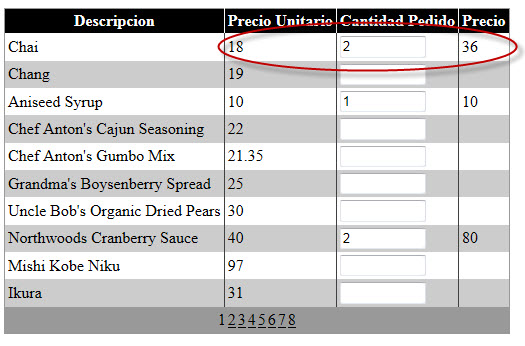 Descripcion Precio Unitario Cantidad Pedido Precio
Chai 18 2 36
Chang 19
Aniseed Syrup 10 1 10
Chef Anton's Cajun Seasoning 22
Chef Anton's Gumbo Mix 21.35
Grandma's Boysenberry Spread 25
Uncle Bob's Organic Dried Pears 30
Northwoods Cranberry Sauce 40 2 80
Mishi Kobe Niku 97
Ikura 31
1 2 3 4 5 6 7 8